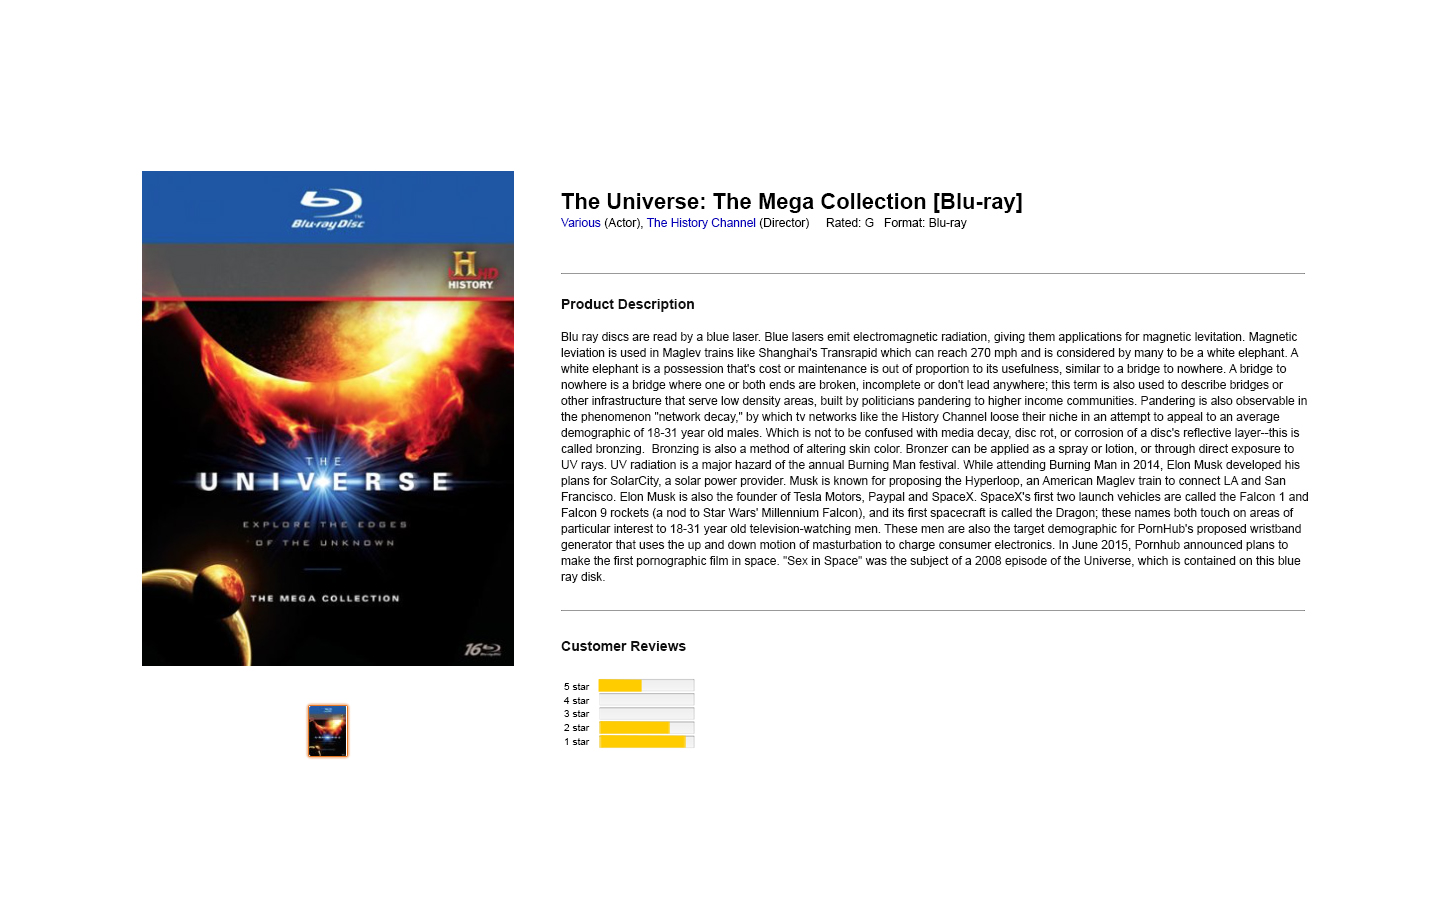 Blu-ray Disc
TM
H HD
HISTORY
THE
UNIVERSE
EXPLORE THE EDGES
OF THE UNKNOWN
THE MEGA COLLECTION
16 Blu-ray Disc
The Universe: The Mega Collection [Blu-ray]
Various (Actor), The History Channel (Director) Rated: G Format: Blu-ray
Product Description
Blu ray discs are read by a blue laser. Blue lasers emit electromagnetic radiation, giving them applications for magnetic levitation. Magnetic
leviation is used in Maglev trains like Shanghai's Transrapid which can reach 270 mph and is considered by many to be a white elephant. A
white elephant is a possession that's cost or maintenance is out of proportion to its usefulness, similar to a bridge to nowhere. A bridge to
nowhere is a bridge where one or both ends are broken, incomplete or don't lead anywhere; this term is also used to describe bridges or
other infrastructure that serve low density areas, built by politicians pandering to higher income communities. Pandering is also observable in
the phenomenon "network decay," by which tv networks like the History Channel loose their niche in an attempt to appeal to an average
demographic of 18-31 year old males. Which is not to be confused with media decay, disc rot, or corrosion of a disc's reflective layer--this is
called bronzing. Bronzing is also a method of altering skin color. Bronzer can be applied as a spray or lotion, or through direct exposure to
UV rays. UV radiation is a major hazard of the annual Burning Man festival. While attending Burning Man in 2014, Elon Musk developed his
plans for SolarCity, a solar power provider. Musk is known for proposing the Hyperloop, an American Maglev train to connect LA and San
Francisco. Elon Musk is also the founder of Tesla Motors, Paypal and SpaceX. SpaceX's first two launch vehicles are called the Falcon 1 and
Falcon 9 rockets (a nod to Star Wars' Millennium Falcon), and its first spacecraft is called the Dragon; these names both touch on areas of
particular interest to 18-31 year old television-watching men. These men are also the target demographic for PornHub's proposed wristband
generator that uses the up and down motion of masturbation to charge consumer electronics. In June 2015, Pornhub announced plans to
make the first pornographic film in space. "Sex in Space" was the subject of a 2008 episode of the Universe, which is contained on this blue
ray disk.
Customer Reviews
5 star
4 star
3 star
2 star
1 star